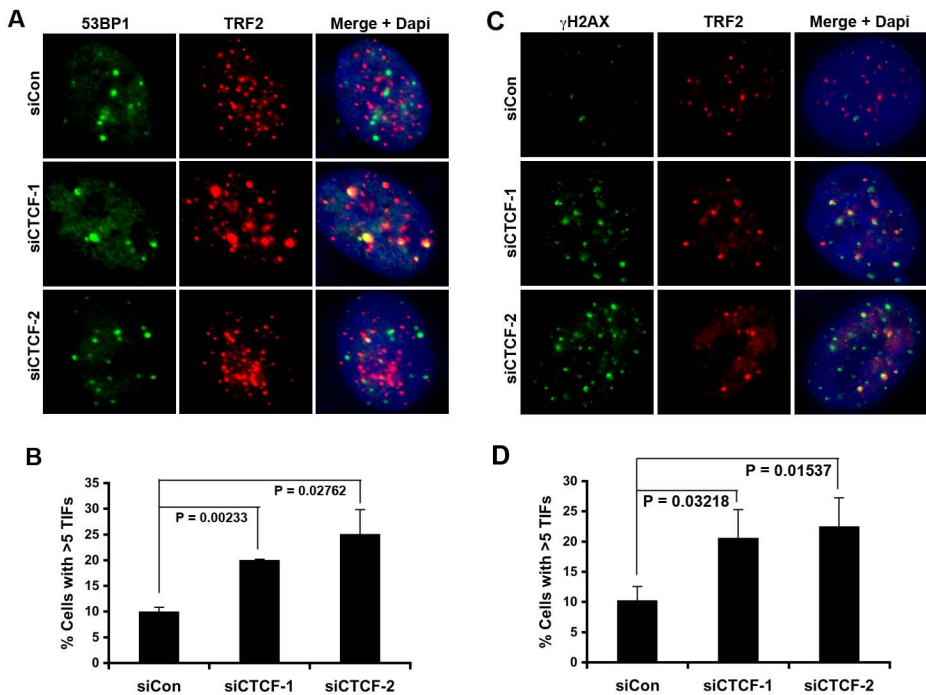 A
53BP1 TRF2 Merge + Dapi
siCon
siCTCF-1
siCTCF-2
B
% Cells with >5 TIFs
35
30
25
20
15
10
5
0
P = 0.02762
P = 0.00233
siCon siCTCF-1 siCTCF-2
C
γH2AX TRF2 Merge + Dapi
siCon
siCTCF-1
siCTCF-2
D
% Cells with >5 TIFs
30
25
20
15
10
5
0
P = 0.01537
P = 0.03218
siCon siCTCF-1 siCTCF-2